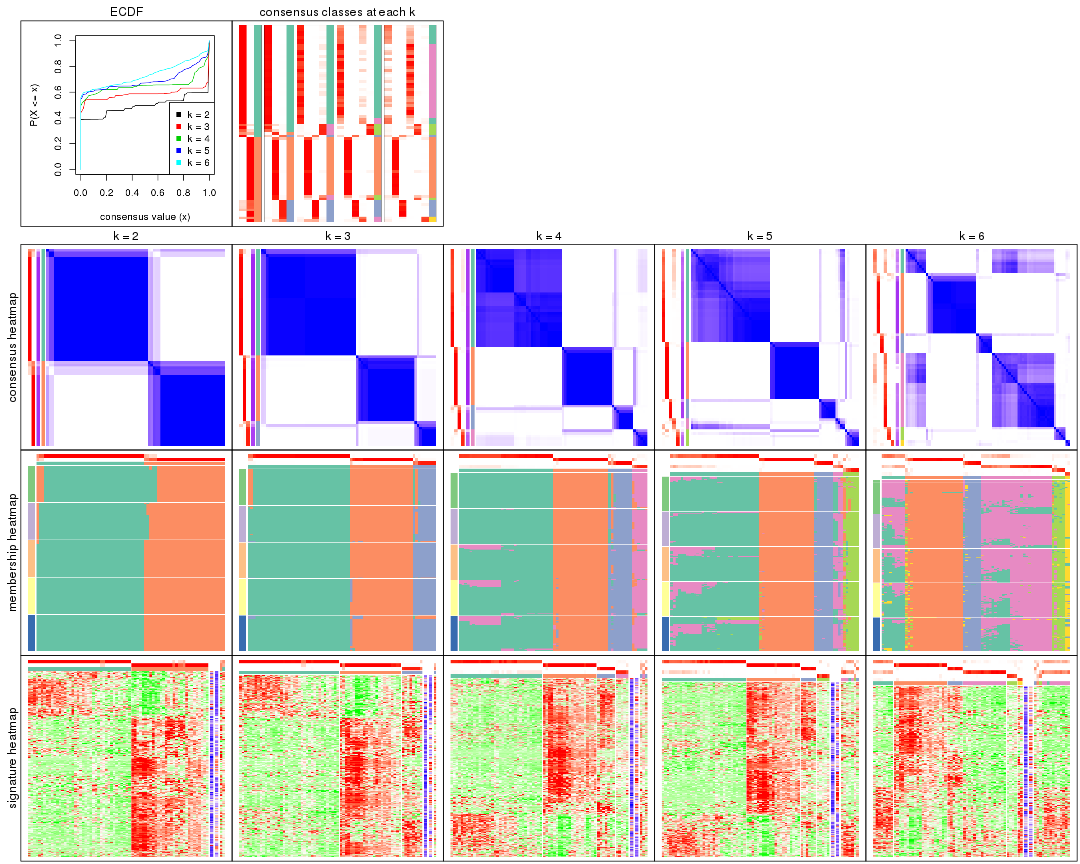 ECDF
consensus classes at each k
P(X <= x)
0.0 0.2 0.4 0.6 0.8 1.0
k = 2
k = 3
k = 4
k = 5
k = 6
0.0 0.2 0.4 0.6 0.8 1.0
consensus value (x)
k = 2 k = 3 k = 4 k = 5 k = 6
consensus heatmap
membership heatmap
signature heatmap